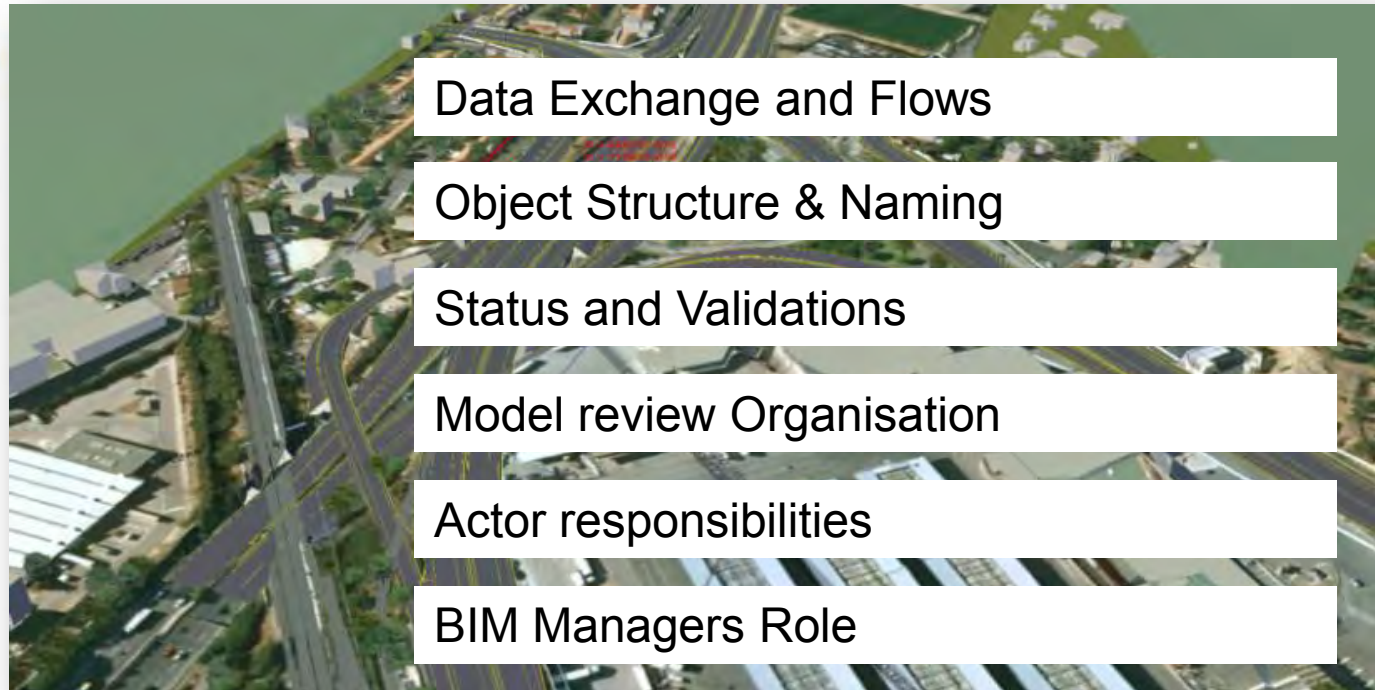 Data Exchange and Flows
Object Structure & Naming
Status and Validations
Model review Organisation
Actor responsibilities
BIM Managers Role